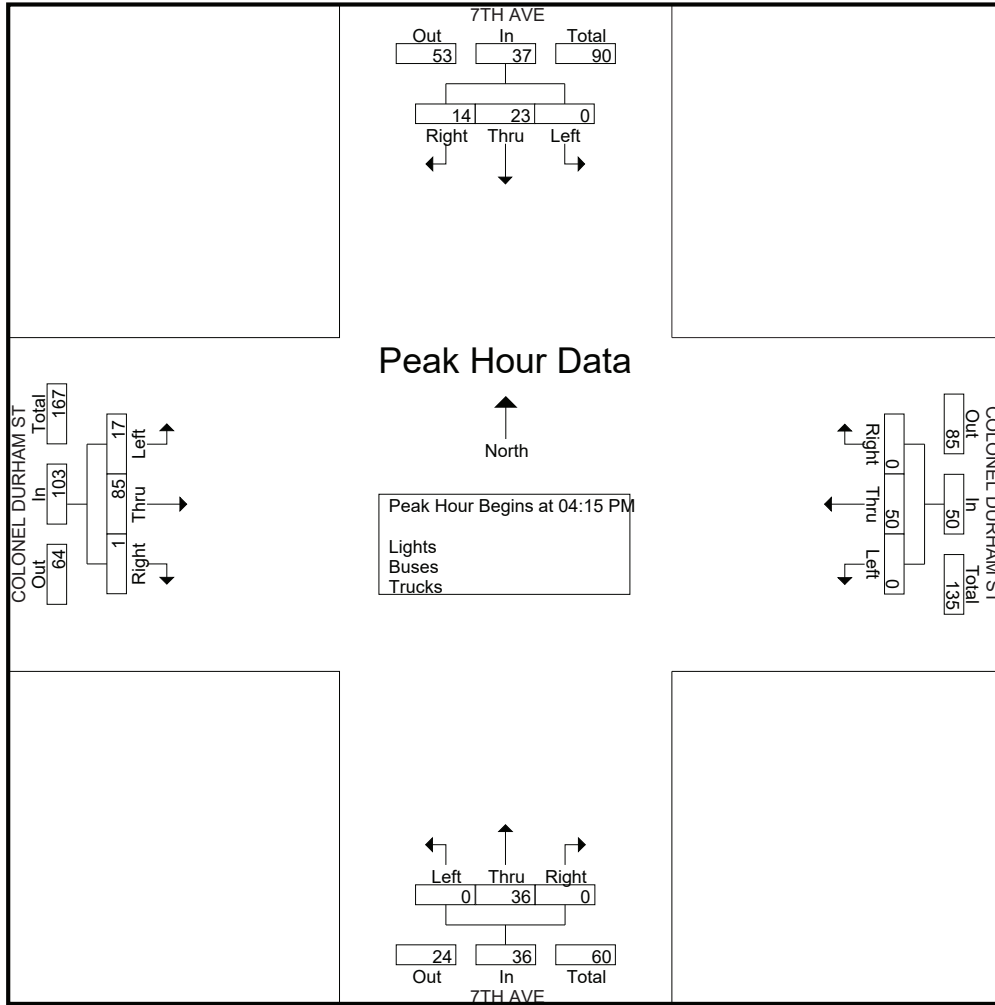 7TH AVE
Out In Total
53 37 90
14 23 0
Right Thru Left
Peak Hour Data
North
Peak Hour Begins at 04:15 PM
Lights
Buses
Trucks
COLONEL DURHAM ST
Out In Total
64 103 167
17 85 1
Left Thru Right
COLONEL DURHAM ST
Out In Total
85 50 135
0 50 0
Right Thru Left
Left Thru Right
0 36 0
24 36 60
Out In Total
7TH AVE